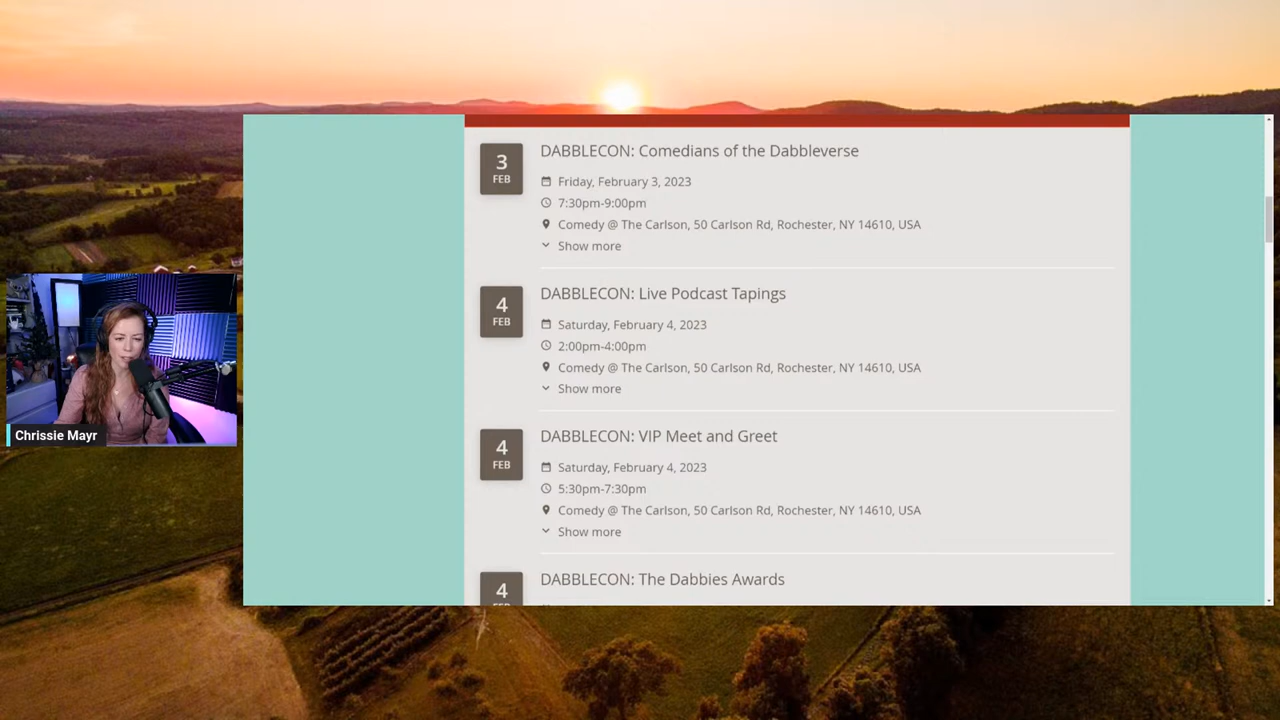 3
FEB
DABBLECON: Comedians of the Dabbleverse
Friday, February 3, 2023
7:30pm-9:00pm
Comedy @ The Carlson, 50 Carlson Rd, Rochester, NY 14610, USA
Show more
4
FEB
DABBLECON: Live Podcast Tapings
Saturday, February 4, 2023
2:00pm-4:00pm
Comedy @ The Carlson, 50 Carlson Rd, Rochester, NY 14610, USA
Show more
Chrissie Mayr
4
FEB
DABBLECON: VIP Meet and Greet
Saturday, February 4, 2023
5:30pm-7:30pm
Comedy @ The Carlson, 50 Carlson Rd, Rochester, NY 14610, USA
Show more
4
FEB
DABBLECON: The Dabbies Awards